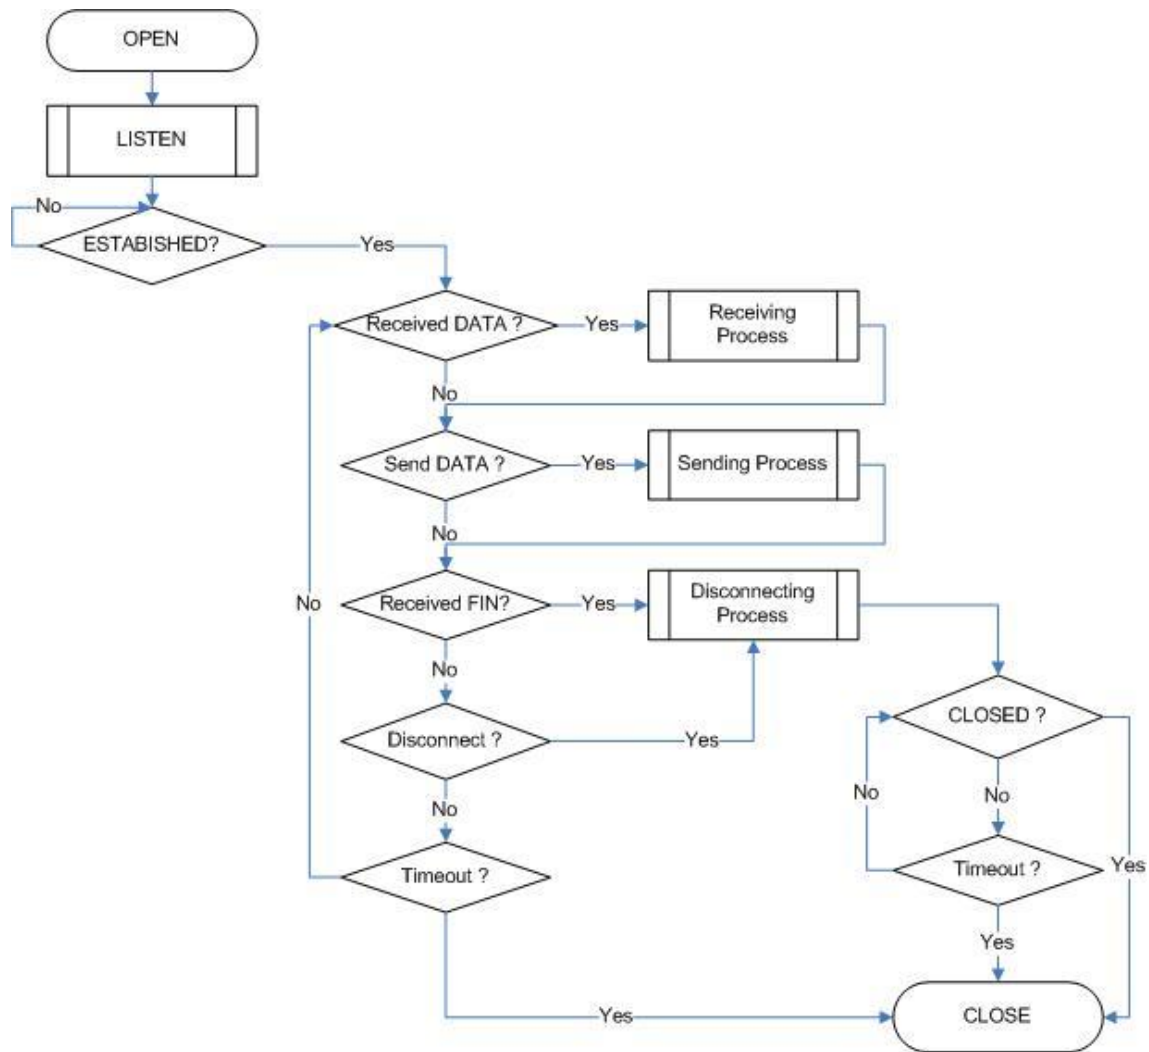 OPEN
LISTEN
No
ESTABISHED?
Yes
Received DATA ?
Yes
Receiving
Process
No
Send DATA ?
Yes
Sending Process
No
Received FIN?
Yes
Disconnecting
Process
No
No
Disconnect ?
Yes
CLOSED ?
No
No
No
Timeout ?
Timeout ?
Yes
Yes
Yes
CLOSE